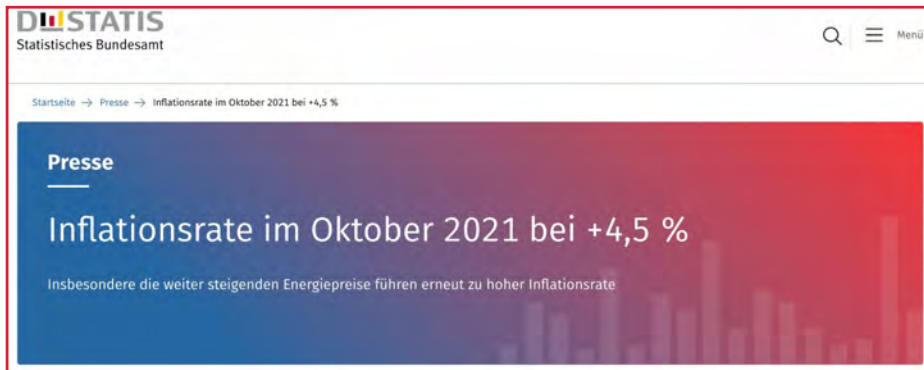 DESTATIS
Statistisches Bundesamt
Menü
Startseite → Presse → Inflationsrate im Oktober 2021 bei +4,5 %
Presse
Inflationsrate im Oktober 2021 bei +4,5 %
Insbesondere die weiter steigenden Energiepreise führen erneut zu hoher Inflationsrate